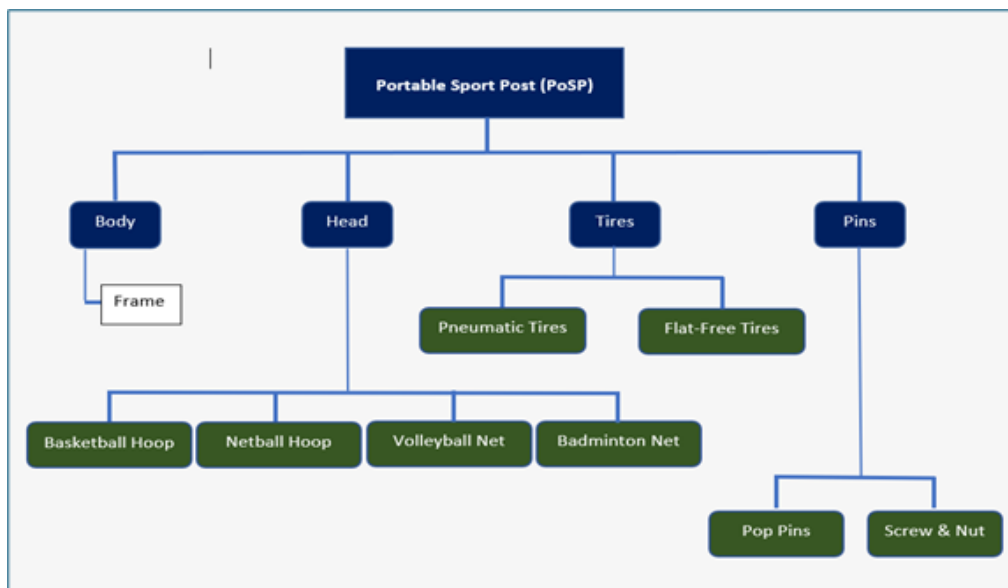 Portable Sport Post (PoSP)
Body
Head
Tires
Pins
Frame
Pneumatic Tires
Flat-Free Tires
Basketball Hoop
Netball Hoop
Volleyball Net
Badminton Net
Pop Pins
Screw & Nut